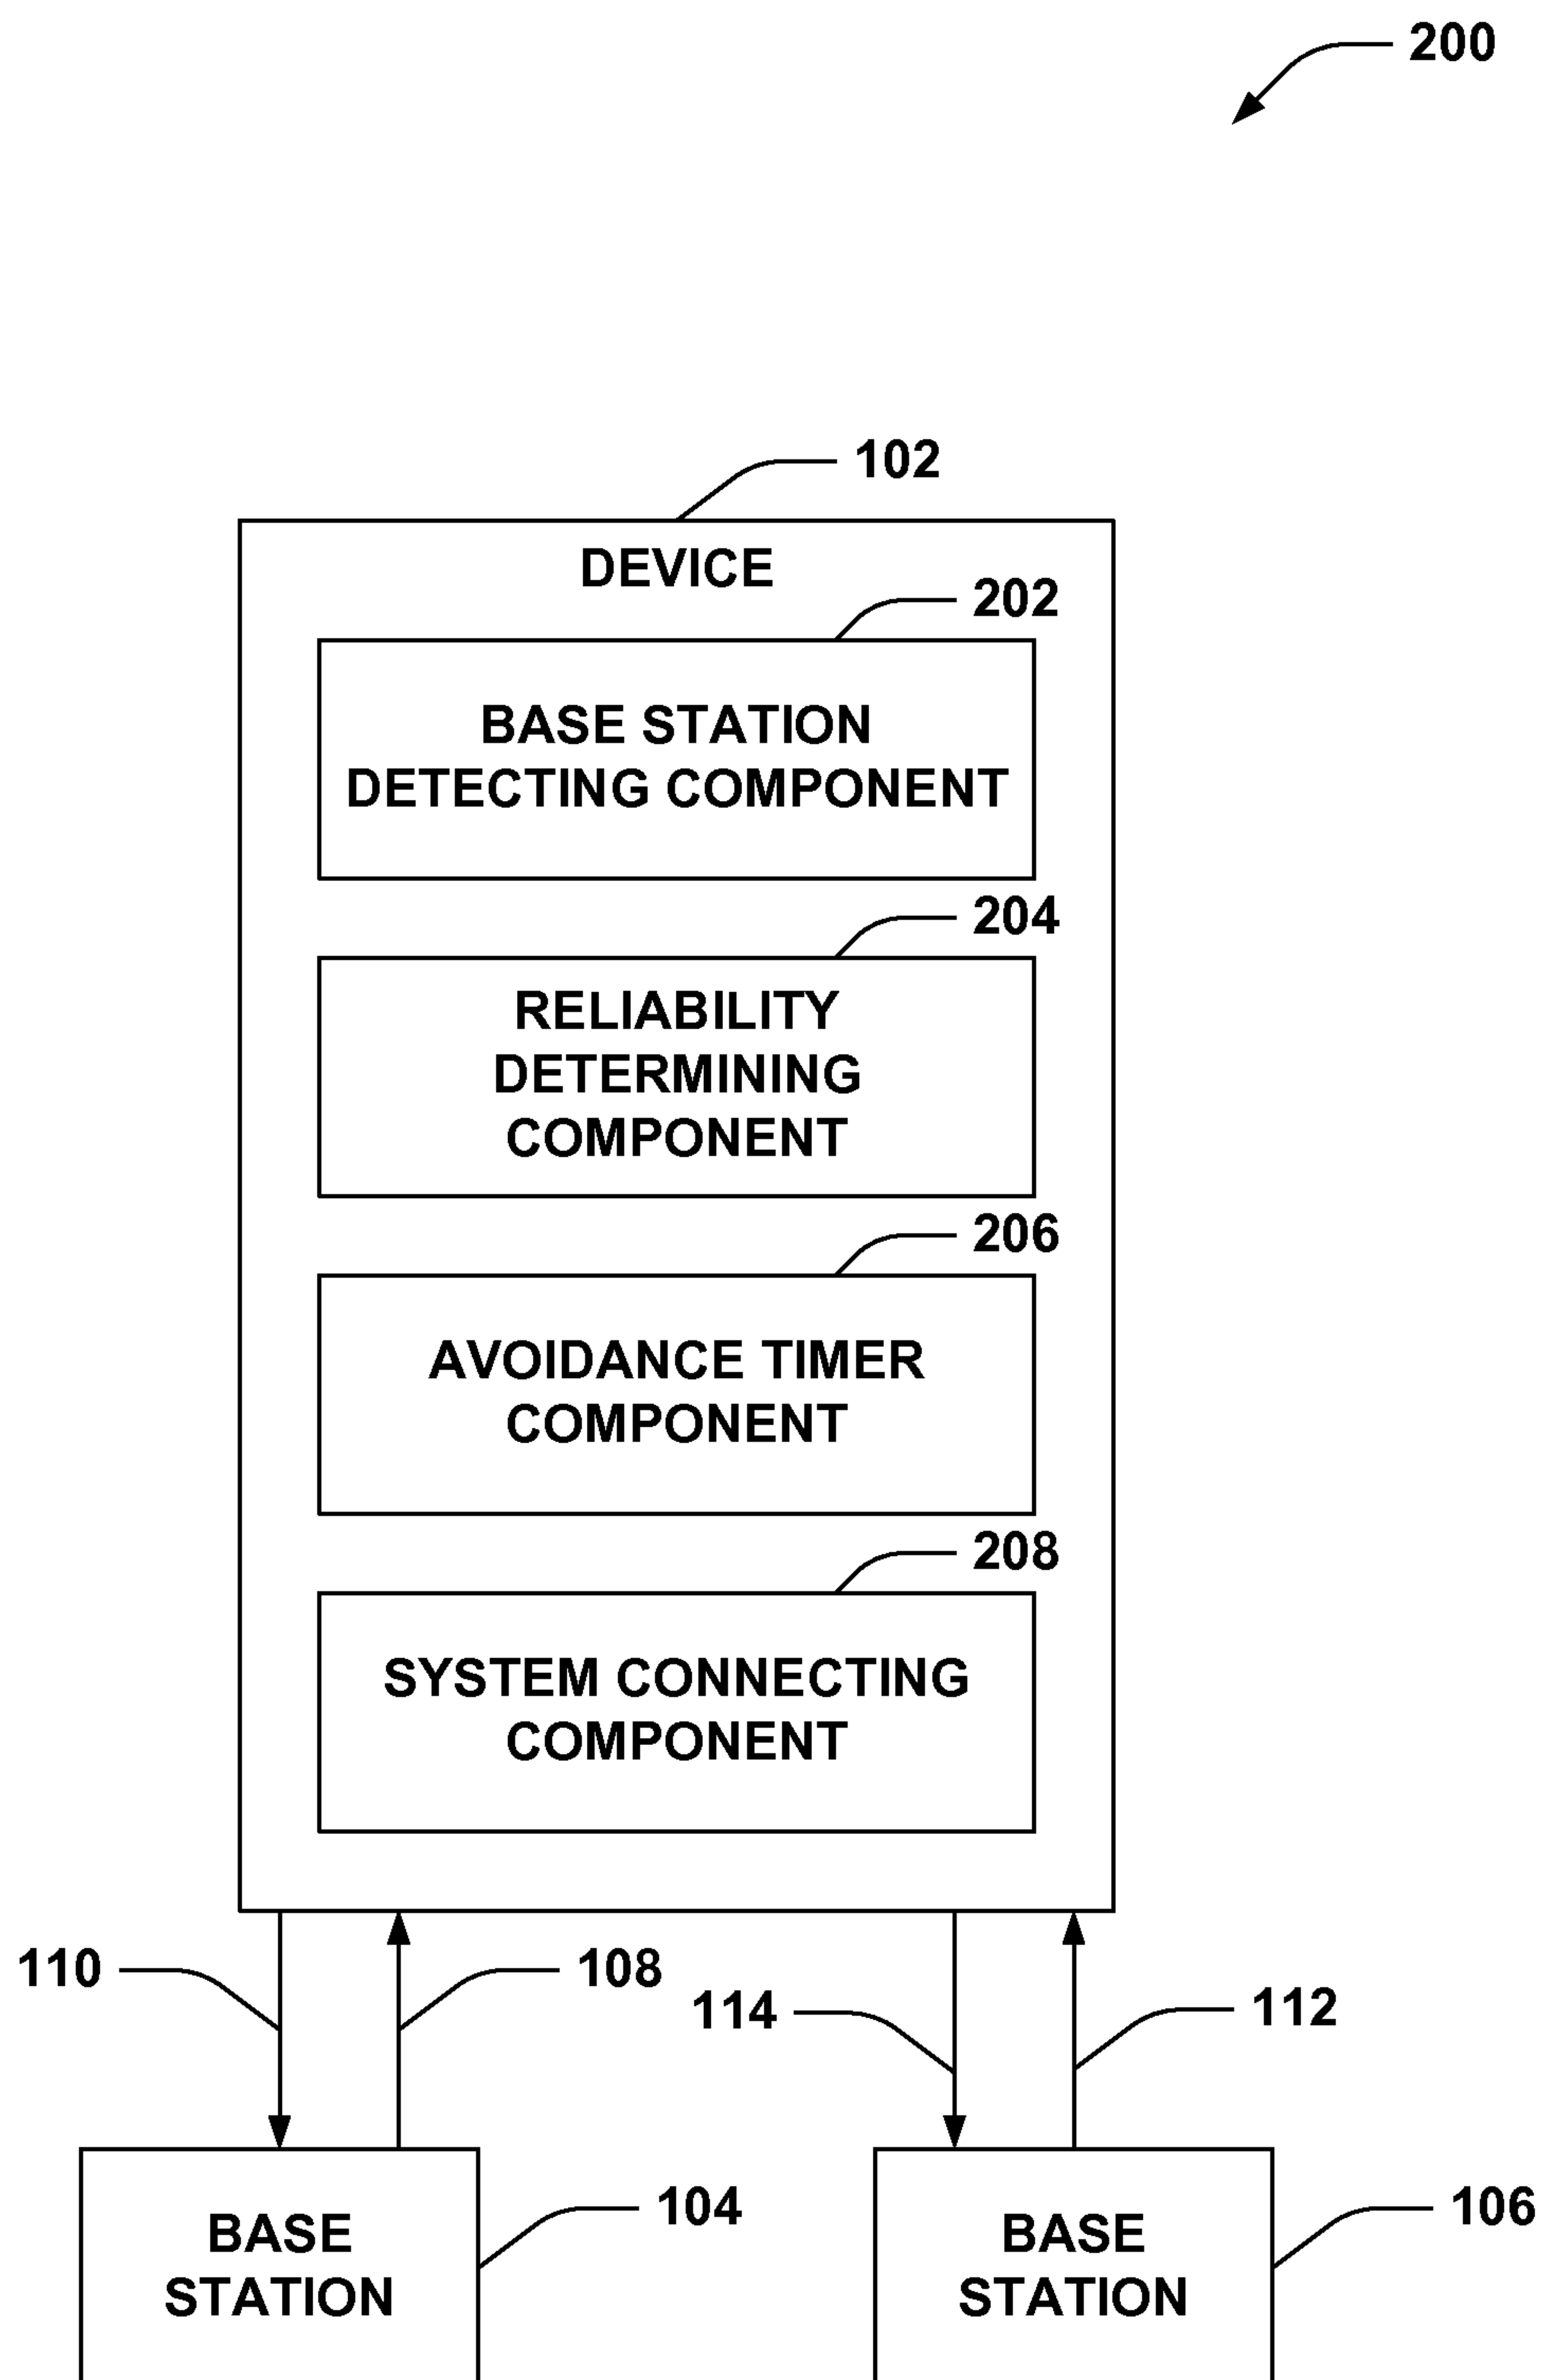 200
102
DEVICE
202
BASE STATION
DETECTING COMPONENT
204
RELIABILITY
DETERMINING
COMPONENT
206
AVOIDANCE TIMER
COMPONENT
208
SYSTEM CONNECTING
COMPONENT
110
108
114
112
BASE
STATION
104
BASE
STATION
106